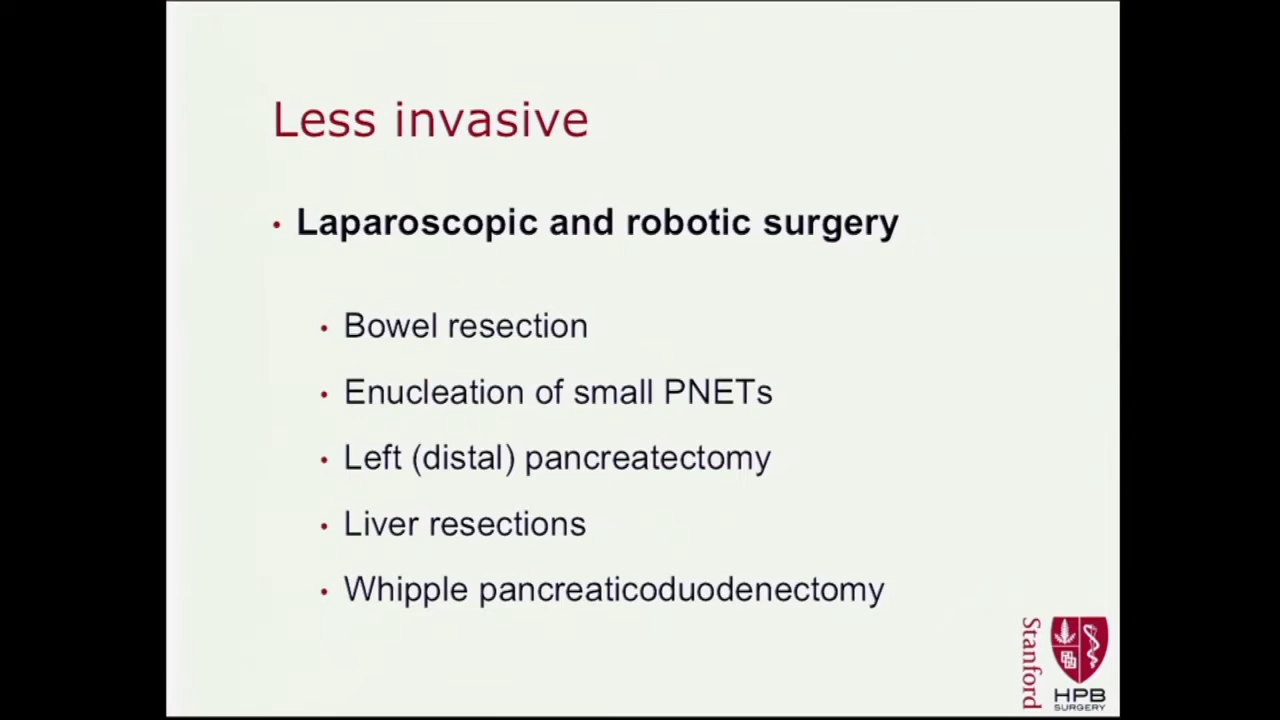 Less invasive
• Laparoscopic and robotic surgery
• Bowel resection
• Enucleation of small PNETs
• Left (distal) pancreatectomy
• Liver resections
• Whipple pancreaticoduodenectomy
Stanford
HPB
SURGERY